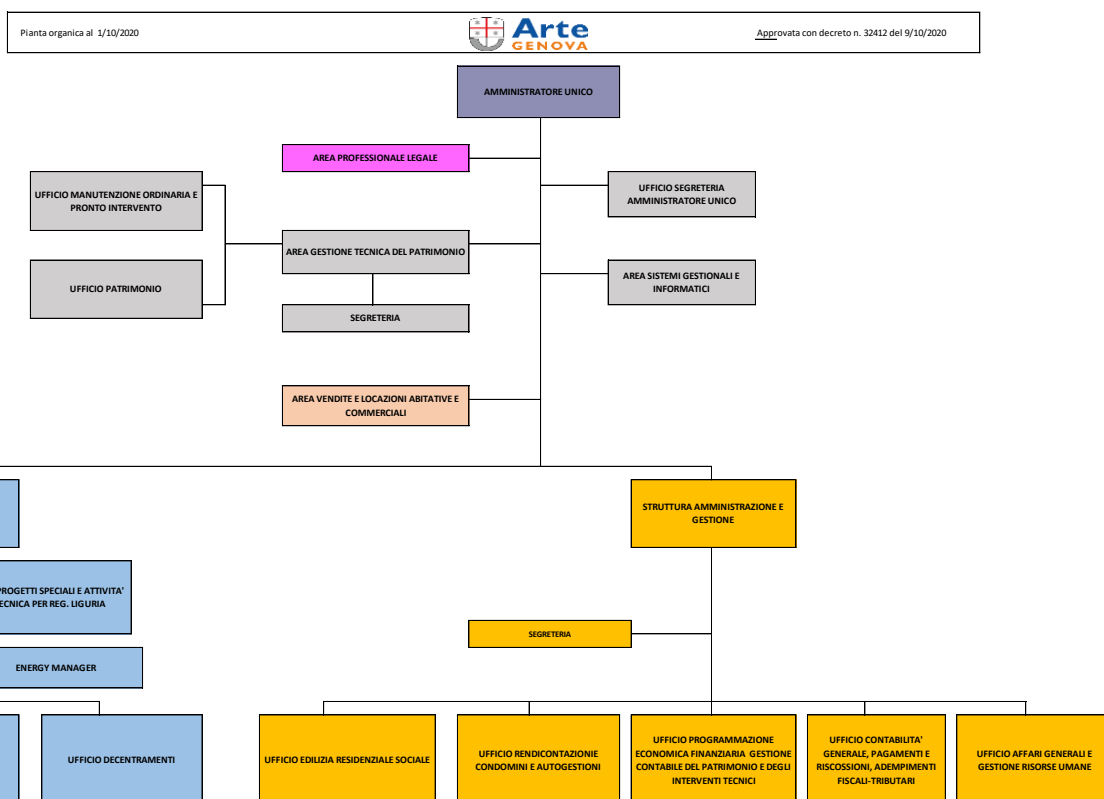 Pianta organica al 1/10/2020
Arte
GENOVA
Approvata con decreto n. 32412 del 9/10/2020
AMMINISTRATORE UNICO
AREA PROFESSIONALE LEGALE
UFFICIO MANUTENZIONE ORDINARIA E
PRONTO INTERVENTO
UFFICIO SEGRETERIA
AMMINISTRATORE UNICO
AREA GESTIONE TECNICA DEL PATRIMONIO
UFFICIO PATRIMONIO
AREA SISTEMI GESTIONALI E
INFORMATICI
SEGRETERIA
AREA VENDITE E LOCAZIONI ABITATIVE E
COMMERCIALI
STRUTTURA AMMINISTRAZIONE E
GESTIONE
PROGETTI SPECIALI E ATTIVITA'
ECNICA PER REG. LIGURIA
SEGRETERIA
ENERGY MANAGER
UFFICIO DECENTRAMENTI
UFFICIO EDILIZIA RESIDENZIALE SOCIALE
UFFICIO RENDICONTAZIONIE
CONDOMINI E AUTOGESTIONI
UFFICIO PROGRAMMAZIONE
ECONOMICA FINANZIARIA GESTIONE
CONTABILE DEL PATRIMONIO E DEGLI
INTERVENTI TECNICI
UFFICIO CONTABILITA'
GENERALE, PAGAMENTI E
RISCOSSIONI, ADEMPIMENTI
FISCALI-TRIBUTARI
UFFICIO AFFARI GENERALI E
GESTIONE RISORSE UMANE